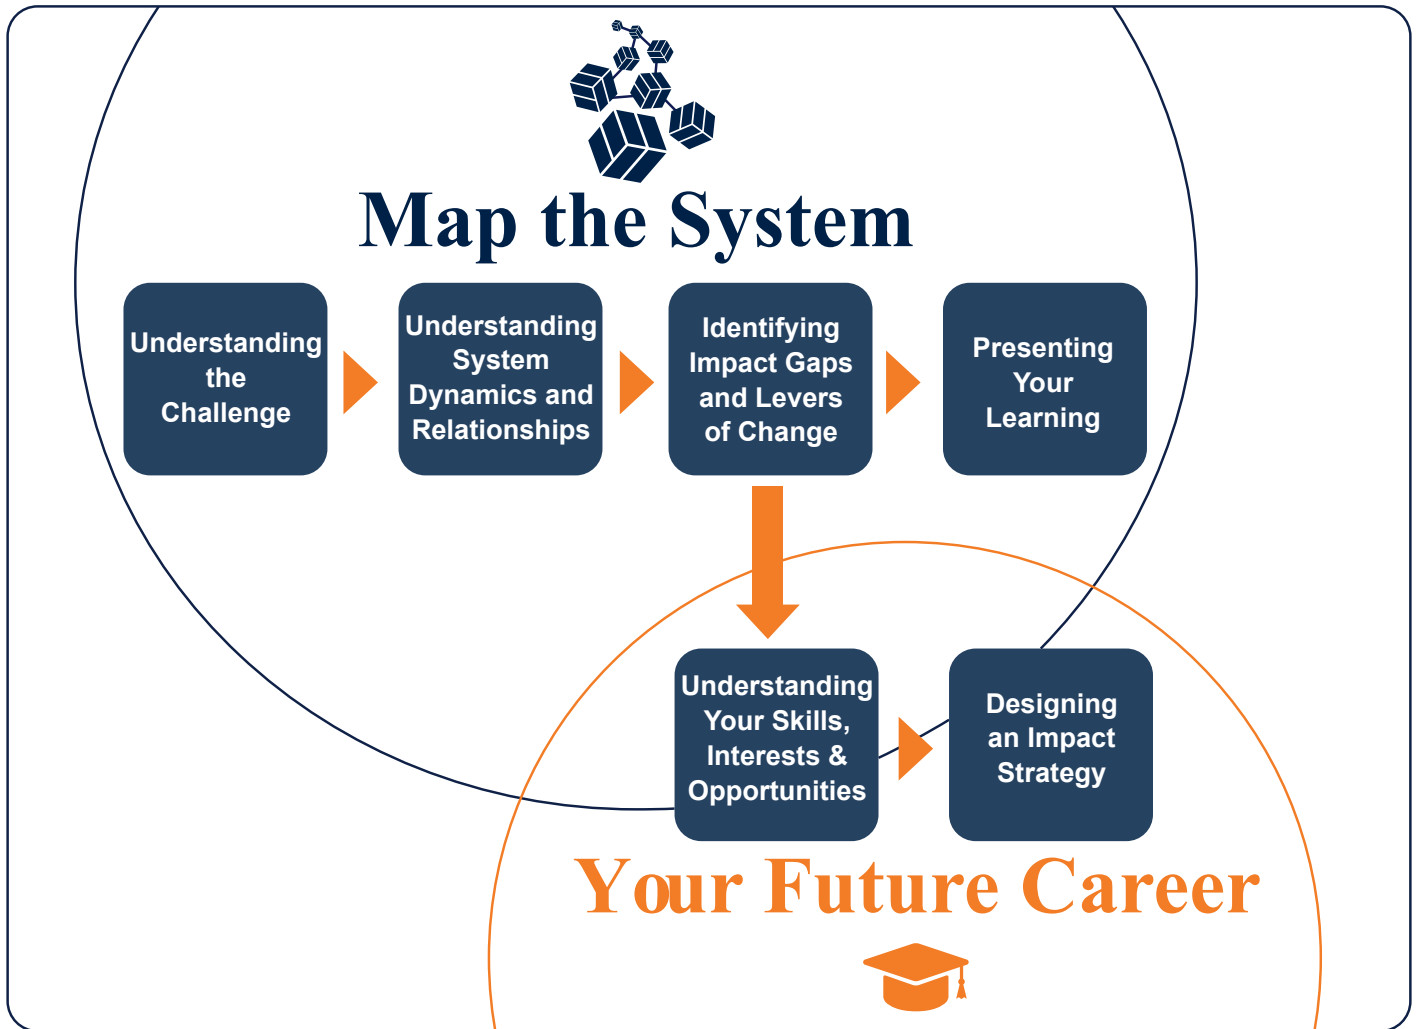 Map the System
Understanding
the
Challenge
Understanding
System
Dynamics and
Relationships
Identifying
Impact Gaps
and Levers
of Change
Presenting
Your
Learning
Understanding
Your Skills,
Interests &
Opportunities
Designing
an Impact
Strategy
Your Future Career